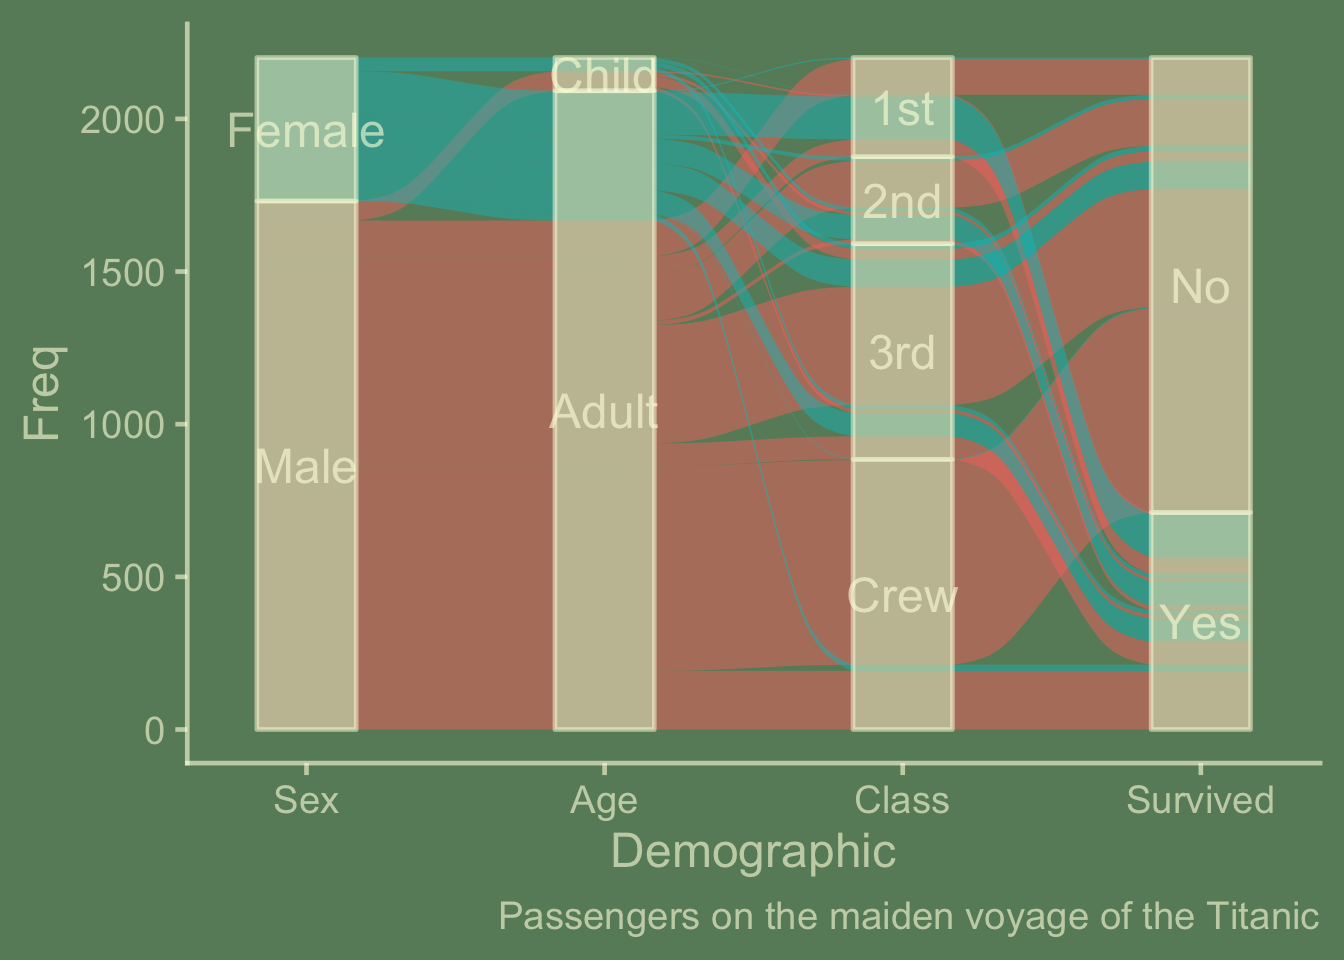 2000
1500
1000
500
0
Freq
Female
Male
Child
Adult
1st
2nd
3rd
Crew
No
Yes
Sex Age Class Survived
Demographic
Passengers on the maiden voyage of the Titanic